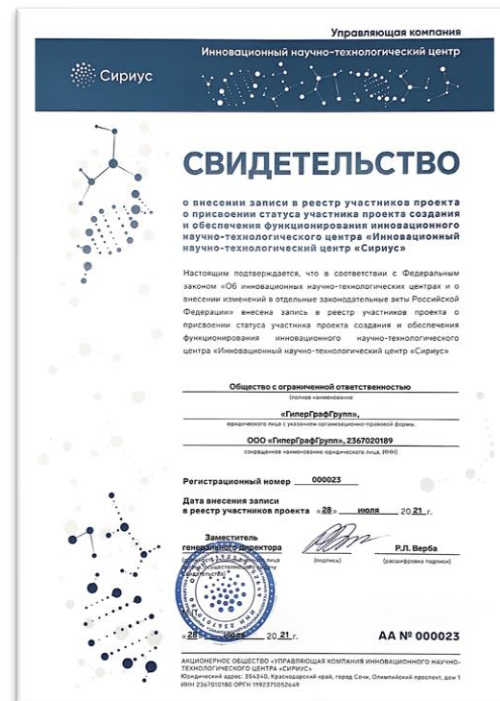 Управляющая компания
Инновационный научно-технологический центр
Сириус
СВИДЕТЕЛЬСТВО
о внесении записи в реестр участников проекта
о присвоении статуса участника проекта создания
и обеспечения функционирования инновационного
научно-технологического центра «Инновационный
научно-технологический центр «Сириус»
Настоящим подтверждается, что в соответствии с Федеральным
законом «Об инновационных научно-технологических центрах и о
внесении изменений в отдельные законодательные акты Российской
Федерации» внесена запись в реестр участников проекта о
присвоении статуса участника проекта создания и обеспечения
функционирования инновационного научно-технологического
центра «Инновационный научно-технологический центр «Сириус»
Общество с ограниченной ответственностью
(полное наименование
«ГиперГрафГрупп»,
юридического лица с указанием организационно-правовой формы,
ООО «ГиперГрафГрупп», 2367020189
сокращенное наименование юридического лица, ИНН)
Регистрационный номер 000023
Дата внесения записи
в реестр участников проекта «28» июля 20 21 г.
Заместитель
генерального директора
Р.Л. Верба
(подпись) (расшифровка подписи)
«28» июля 20 21 г.
АА № 000023
АКЦИОНЕРНОЕ ОБЩЕСТВО «УПРАВЛЯЮЩАЯ КОМПАНИЯ ИННОВАЦИОННОГО НАУЧНО-
ТЕХНОЛОГИЧЕСКОГО ЦЕНТРА «СИРИУС»
Юридический адрес: 354340, Краснодарский край, город Сочи, Олимпийский проспект, дом 1
ИНН 2367010180 ОРГН 1192375052649